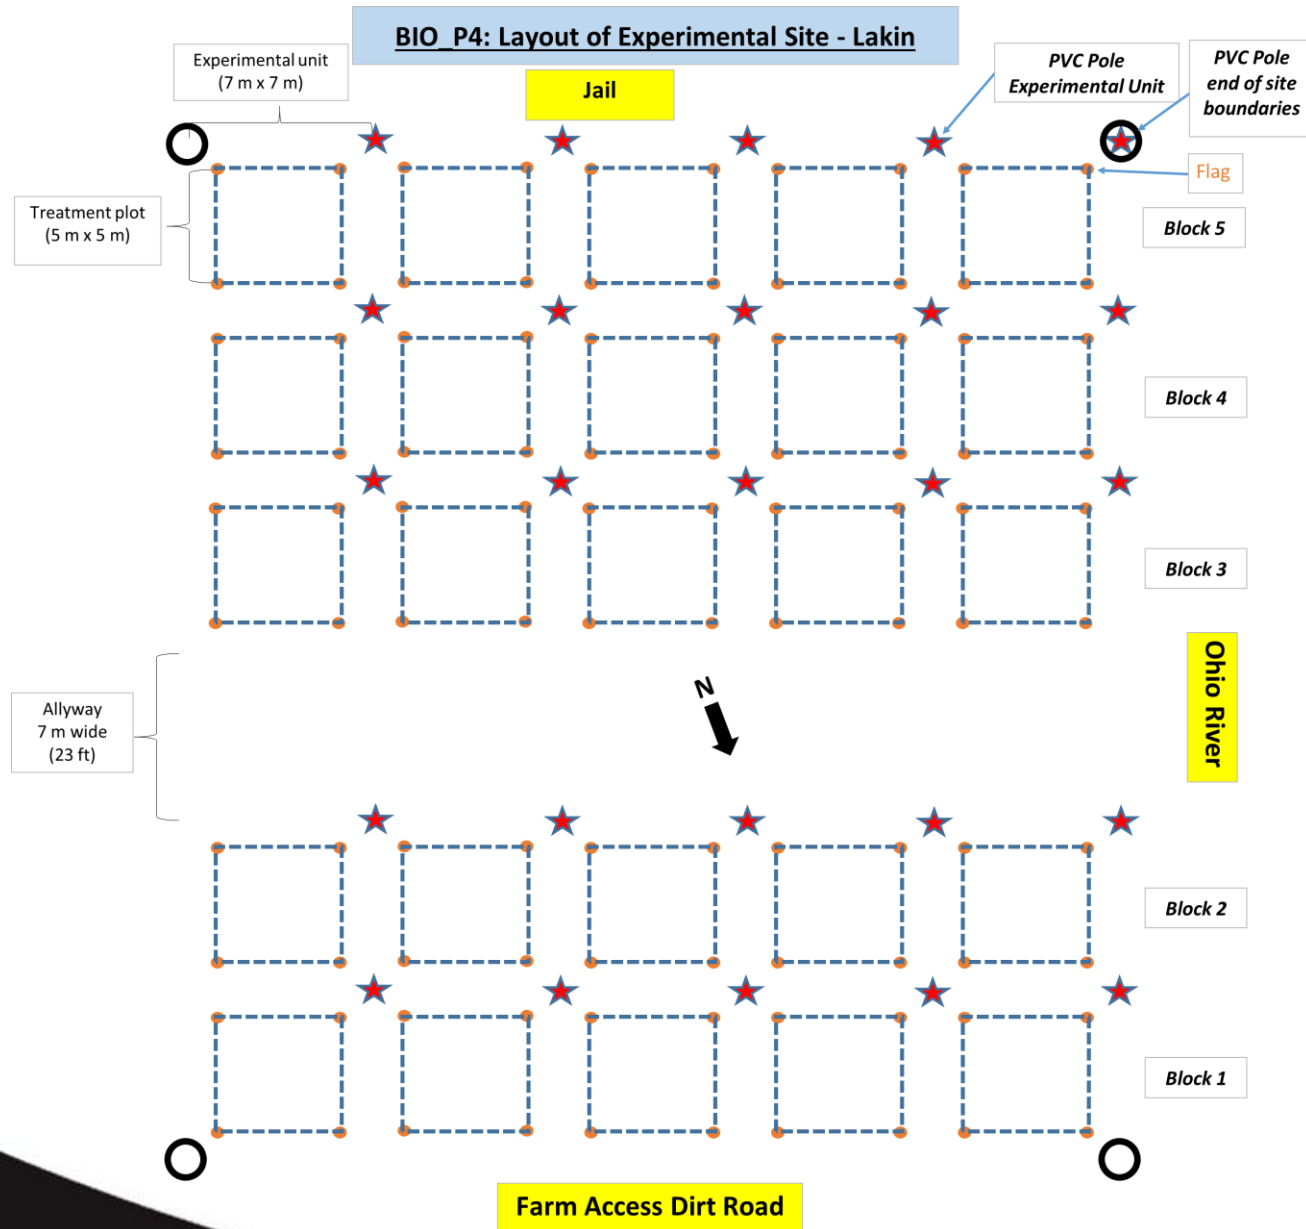 BIO_P4: Layout of Experimental Site - Lakin
Experimental unit
(7 m x 7 m)
Jail
PVC Pole
Experimental Unit
PVC Pole
end of site
boundaries
Flag
Treatment plot
(5 m x 5 m)
Block 5
Block 4
Block 3
Allyway
7 m wide
(23 ft)
N
Ohio River
Block 2
Block 1
Farm Access Dirt Road